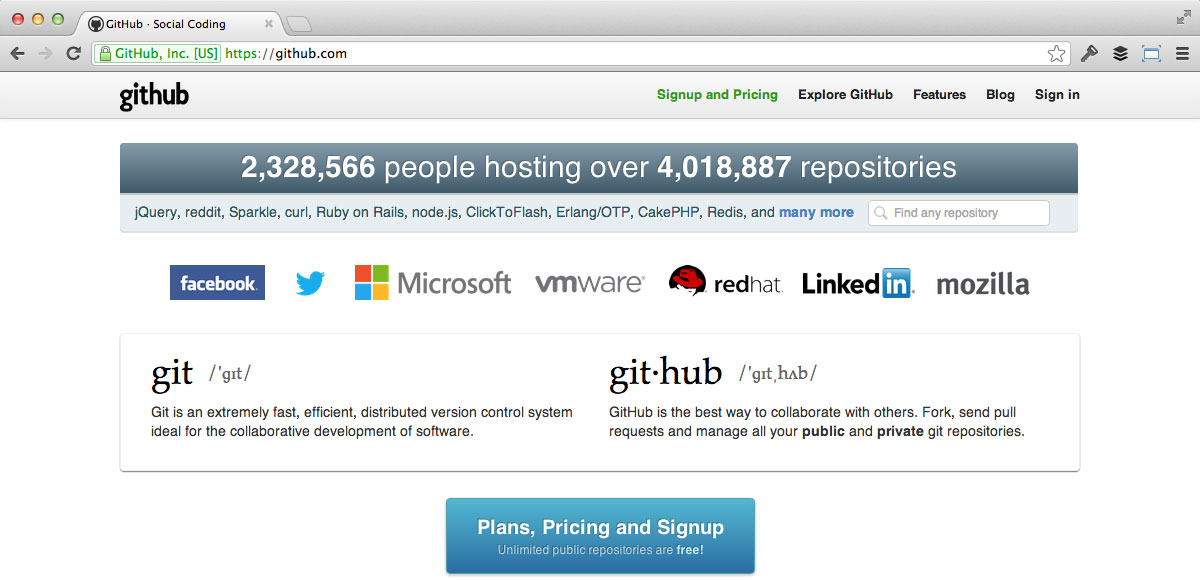 GitHub · Social Coding
GitHub, Inc. [US] https://github.com
github Signup and Pricing Explore GitHub Features Blog Sign in
2,328,566 people hosting over 4,018,887 repositories
jQuery, reddit, Sparkle, curl, Ruby on Rails, node.js, ClickToFlash, Erlang/OTP, CakePHP, Redis, and many more Find any repository
facebook Microsoft vmware® redhat. LinkedIn mozilla
git /ˈgɪt/
Git is an extremely fast, efficient, distributed version control system
ideal for the collaborative development of software.
git·hub /ˈgɪtˌhʌb/
GitHub is the best way to collaborate with others. Fork, send pull
requests and manage all your public and private git repositories.
Plans, Pricing and Signup
Unlimited public repositories are free!